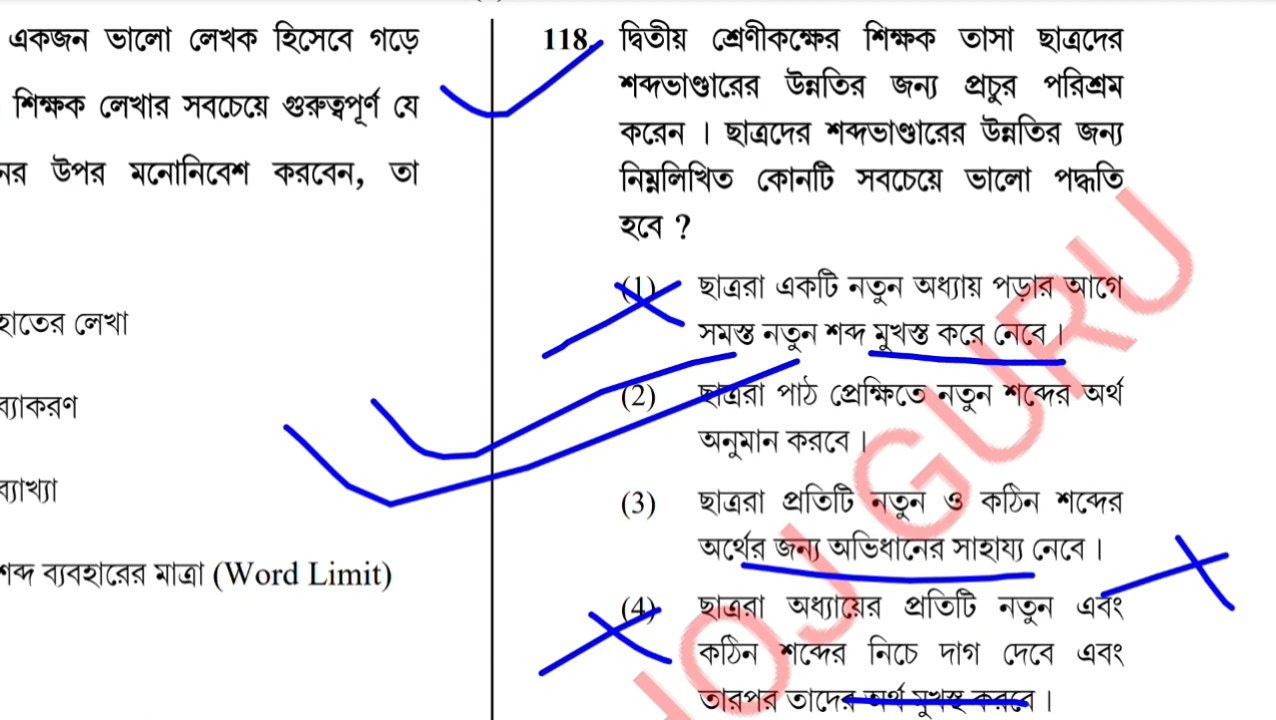 একজন ভালো লেখক হিসেবে গড়ে
শিক্ষক লেখার সবচেয়ে গুরুত্বপূর্ণ যে
নর উপর মনোনিবেশ করবেন, তা
হাতের লেখা
ব্যাকরণ
ব্যাখ্যা
শব্দ ব্যবহারের মাত্রা (Word Limit)
118. দ্বিতীয় শ্রেণীকক্ষের শিক্ষক তাসা ছাত্রদের
শব্দভাণ্ডারের উন্নতির জন্য প্রচুর পরিশ্রম
করেন । ছাত্রদের শব্দভাণ্ডারের উন্নতির জন্য
নিম্নলিখিত কোনটি সবচেয়ে ভালো পদ্ধতি
হবে ?
(1) ছাত্ররা একটি নতুন অধ্যায় পড়ার আগে
সমস্ত নতুন শব্দ মুখস্ত করে নেবে ।
(2) ছাত্ররা পাঠ প্রেক্ষিতে নতুন শব্দের অর্থ
অনুমান করবে ।
(3) ছাত্ররা প্রতিটি নতুন ও কঠিন শব্দের
অর্থের জন্য অভিধানের সাহায্য নেবে ।
(4) ছাত্ররা অধ্যায়ের প্রতিটি নতুন এবং
কঠিন শব্দের নিচে দাগ দেবে এবং
তারপর তাদের অর্থ মুখস্থ করবে ।
HOJ GURU